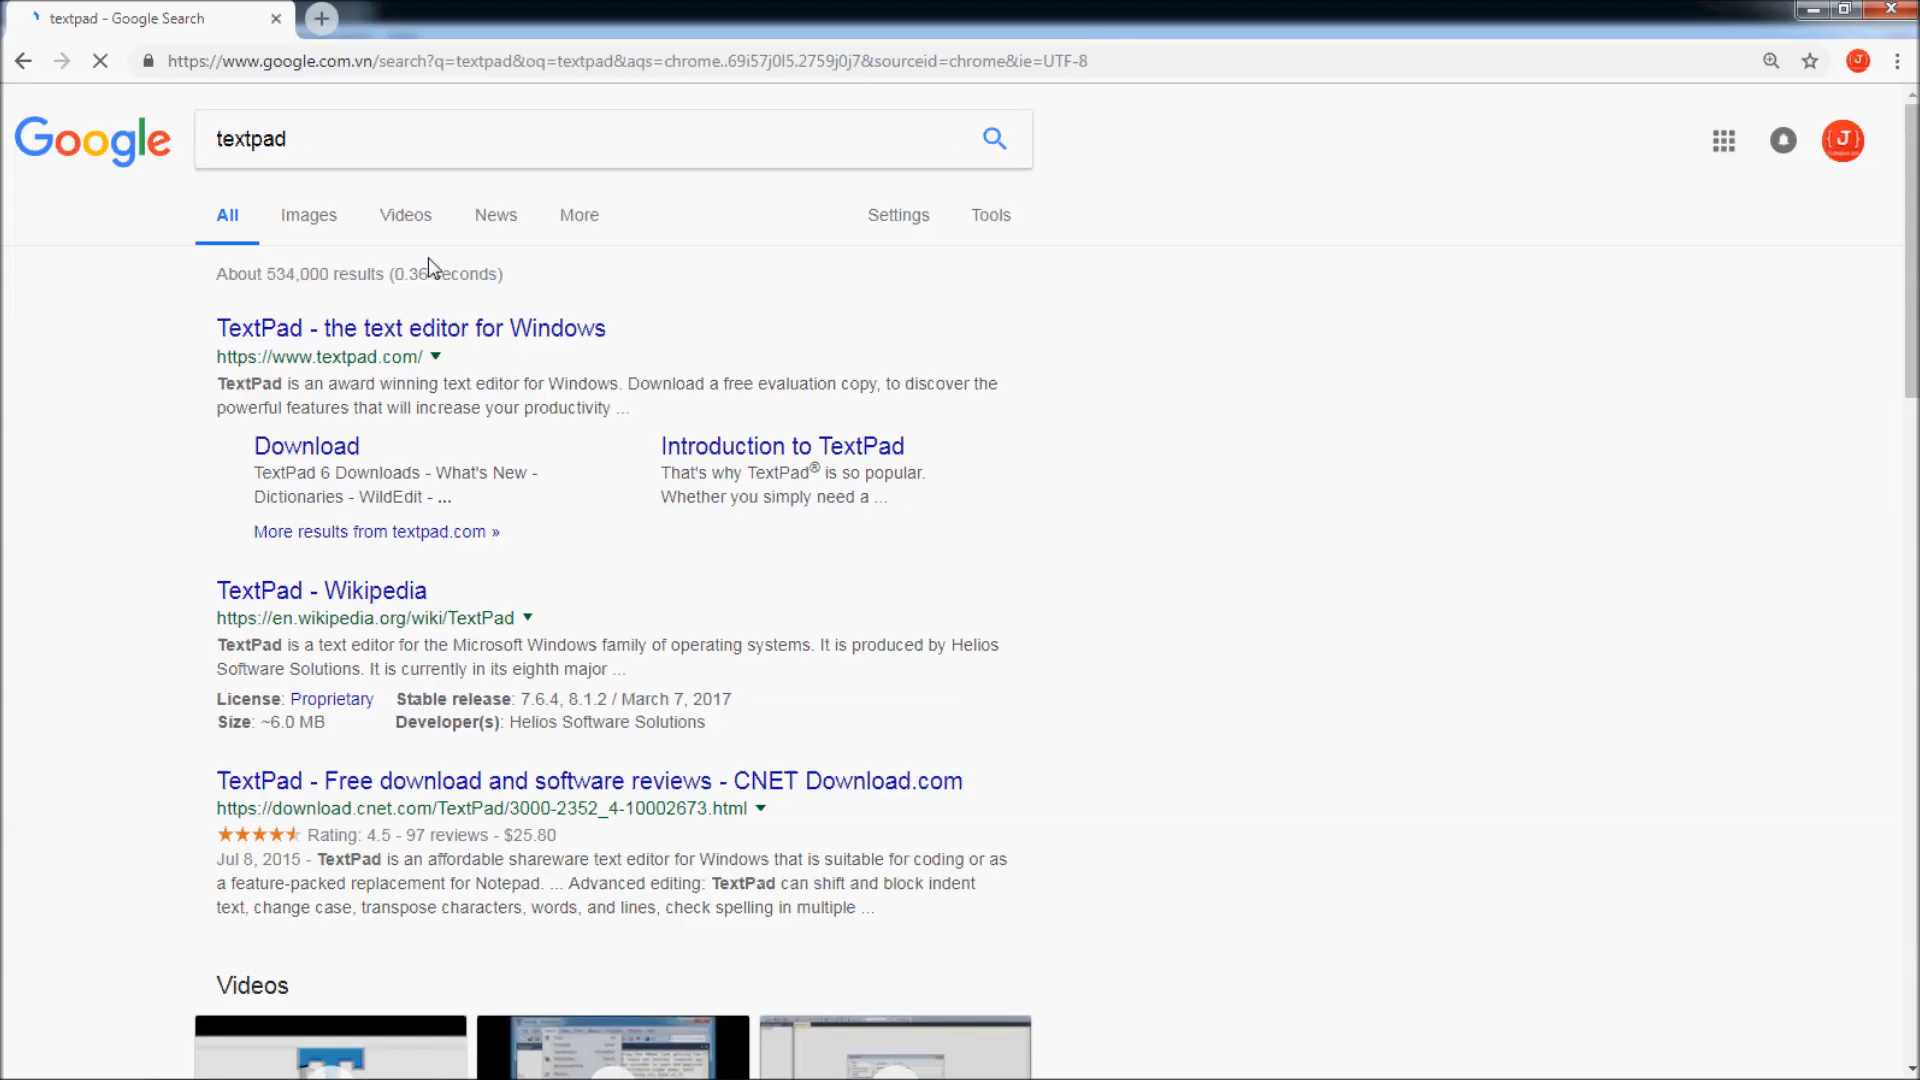 textpad - Google Search
https://www.google.com.vn/search?q=textpad&oq=textpad&aqs=chrome..69i57j0l5.2759j0j7&sourceid=chrome&ie=UTF-8
Google
textpad
{J}
All Images Videos News More Settings Tools
About 534,000 results (0.36 seconds)
TextPad - the text editor for Windows
https://www.textpad.com/
TextPad is an award winning text editor for Windows. Download a free evaluation copy, to discover the
powerful features that will increase your productivity ...
Download
TextPad 6 Downloads - What's New -
Dictionaries - WildEdit - ...
Introduction to TextPad
That's why TextPad® is so popular.
Whether you simply need a ...
More results from textpad.com »
TextPad - Wikipedia
https://en.wikipedia.org/wiki/TextPad
TextPad is a text editor for the Microsoft Windows family of operating systems. It is produced by Helios
Software Solutions. It is currently in its eighth major ...
License: Proprietary Stable release: 7.6.4, 8.1.2 / March 7, 2017
Size: ~6.0 MB Developer(s): Helios Software Solutions
TextPad - Free download and software reviews - CNET Download.com
https://download.cnet.com/TextPad/3000-2352_4-10002673.html
Rating: 4.5 - 97 reviews - $25.80
Jul 8, 2015 - TextPad is an affordable shareware text editor for Windows that is suitable for coding or as
a feature-packed replacement for Notepad. ... Advanced editing: TextPad can shift and block indent
text, change case, transpose characters, words, and lines, check spelling in multiple ...
Videos